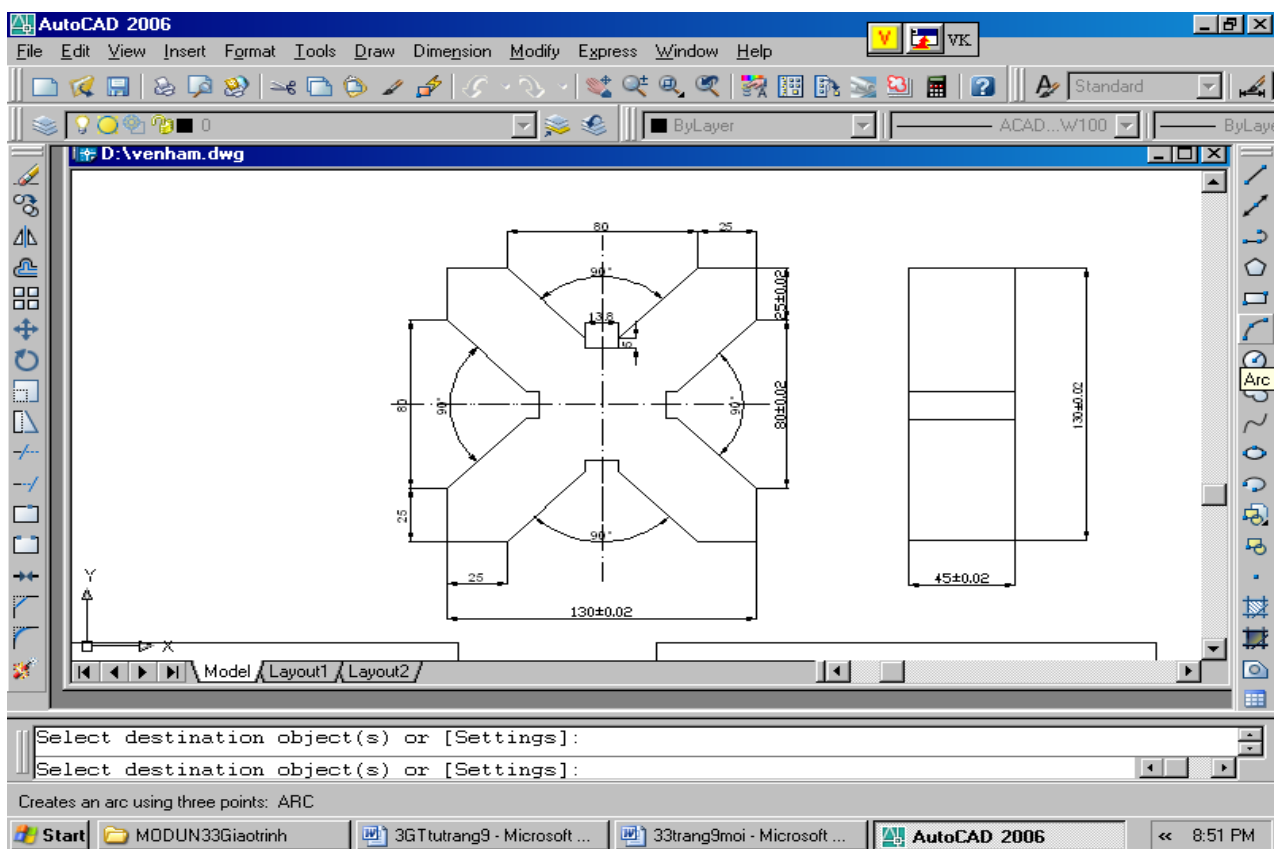 AutoCAD 2006
File Edit View Insert Format Tools Draw Dimension Modify Express Window Help
V VK
Standard
0 ByLayer ACAD...W100 ByLaye
D:\venham.dwg
80 25
90°
25±0.02
13.8
5
80 90° 90° 80±0.02 130±0.02
25 90°
25 45±0.02
130±0.02
Arc
Y
X
Model Layout1 Layout2
Select destination object(s) or [Settings]:
Select destination object(s) or [Settings]:
Creates an arc using three points: ARC
Start MODUN33Giaotrinh 3GTtutrang9 - Microsoft ... 33trang9moi - Microsoft ... AutoCAD 2006 « 8:51 PM